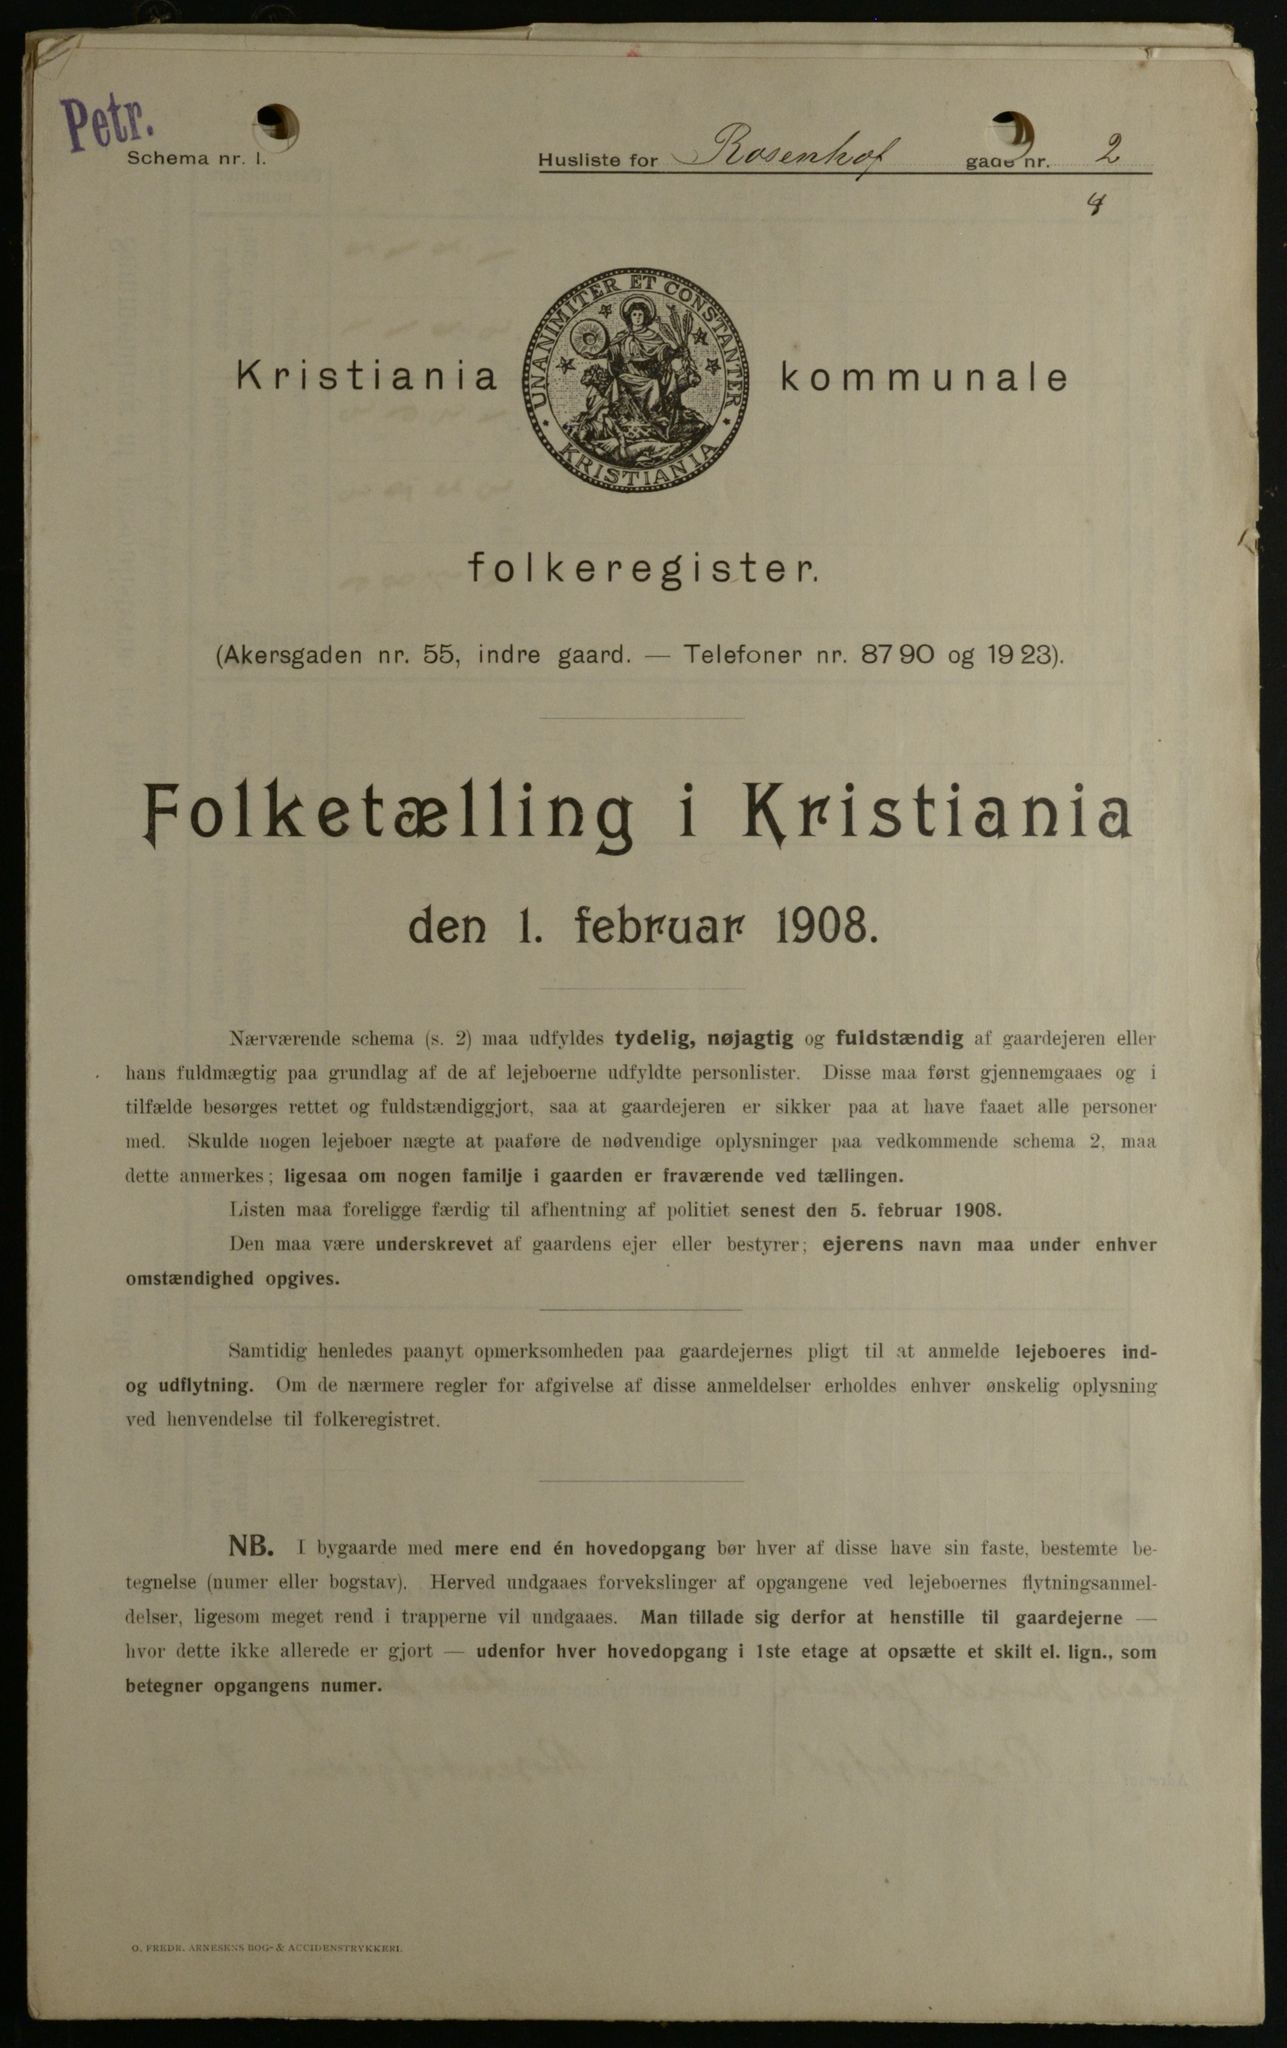 Petr.
Schema nr. 1.
Husliste for Rosenhof gade nr. 2
4
UNANIMITER ET CONSTANTER
KRISTIANIA
Kristiania kommunale
folkeregister.
(Akersgaden nr. 55, indre gaard. — Telefoner nr. 87 90 og 19 23).
Folketælling i Kristiania
den 1. februar 1908.
Nærværende schema (s. 2) maa udfyldes tydelig, nøjagtig og fuldstændig af gaardejeren eller
hans fuldmægtig paa grundlag af de af lejeboerne udfyldte personlister. Disse maa først gjennemgaaes og i
tilfælde besørges rettet og fuldstændiggjort, saa at gaardejeren er sikker paa at have faaet alle personer
med. Skulde nogen lejeboer nægte at paaføre de nødvendige oplysninger paa vedkommende schema 2, maa
dette anmerkes; ligesaa om nogen familje i gaarden er fraværende ved tællingen.
Listen maa foreligge færdig til afhentning af politiet senest den 5. februar 1908.
Den maa være underskrevet af gaardens ejer eller bestyrer; ejerens navn maa under enhver
omstændighed opgives.
Samtidig henledes paanyt opmerksomheden paa gaardejernes pligt til at anmelde lejeboeres ind-
og udflytning. Om de nærmere regler for afgivelse af disse anmeldelser erholdes enhver ønskelig oplysning
ved henvendelse til folkeregistret.
NB. I bygaarde med mere end én hovedopgang bør hver af disse have sin faste, bestemte be-
tegnelse (numer eller bogstav). Herved undgaaes forvekslinger af opgangene ved lejeboernes flytningsanmel-
delser, ligesom meget rend i trapperne vil undgaaes. Man tillade sig derfor at henstille til gaardejerne —
hvor dette ikke allerede er gjort — udenfor hver hovedopgang i 1ste etage at opsætte et skilt el. lign., som
betegner opgangens numer.
O. FREDR. ARNESENS BOG- & ACCIDENSTRYKKERI.